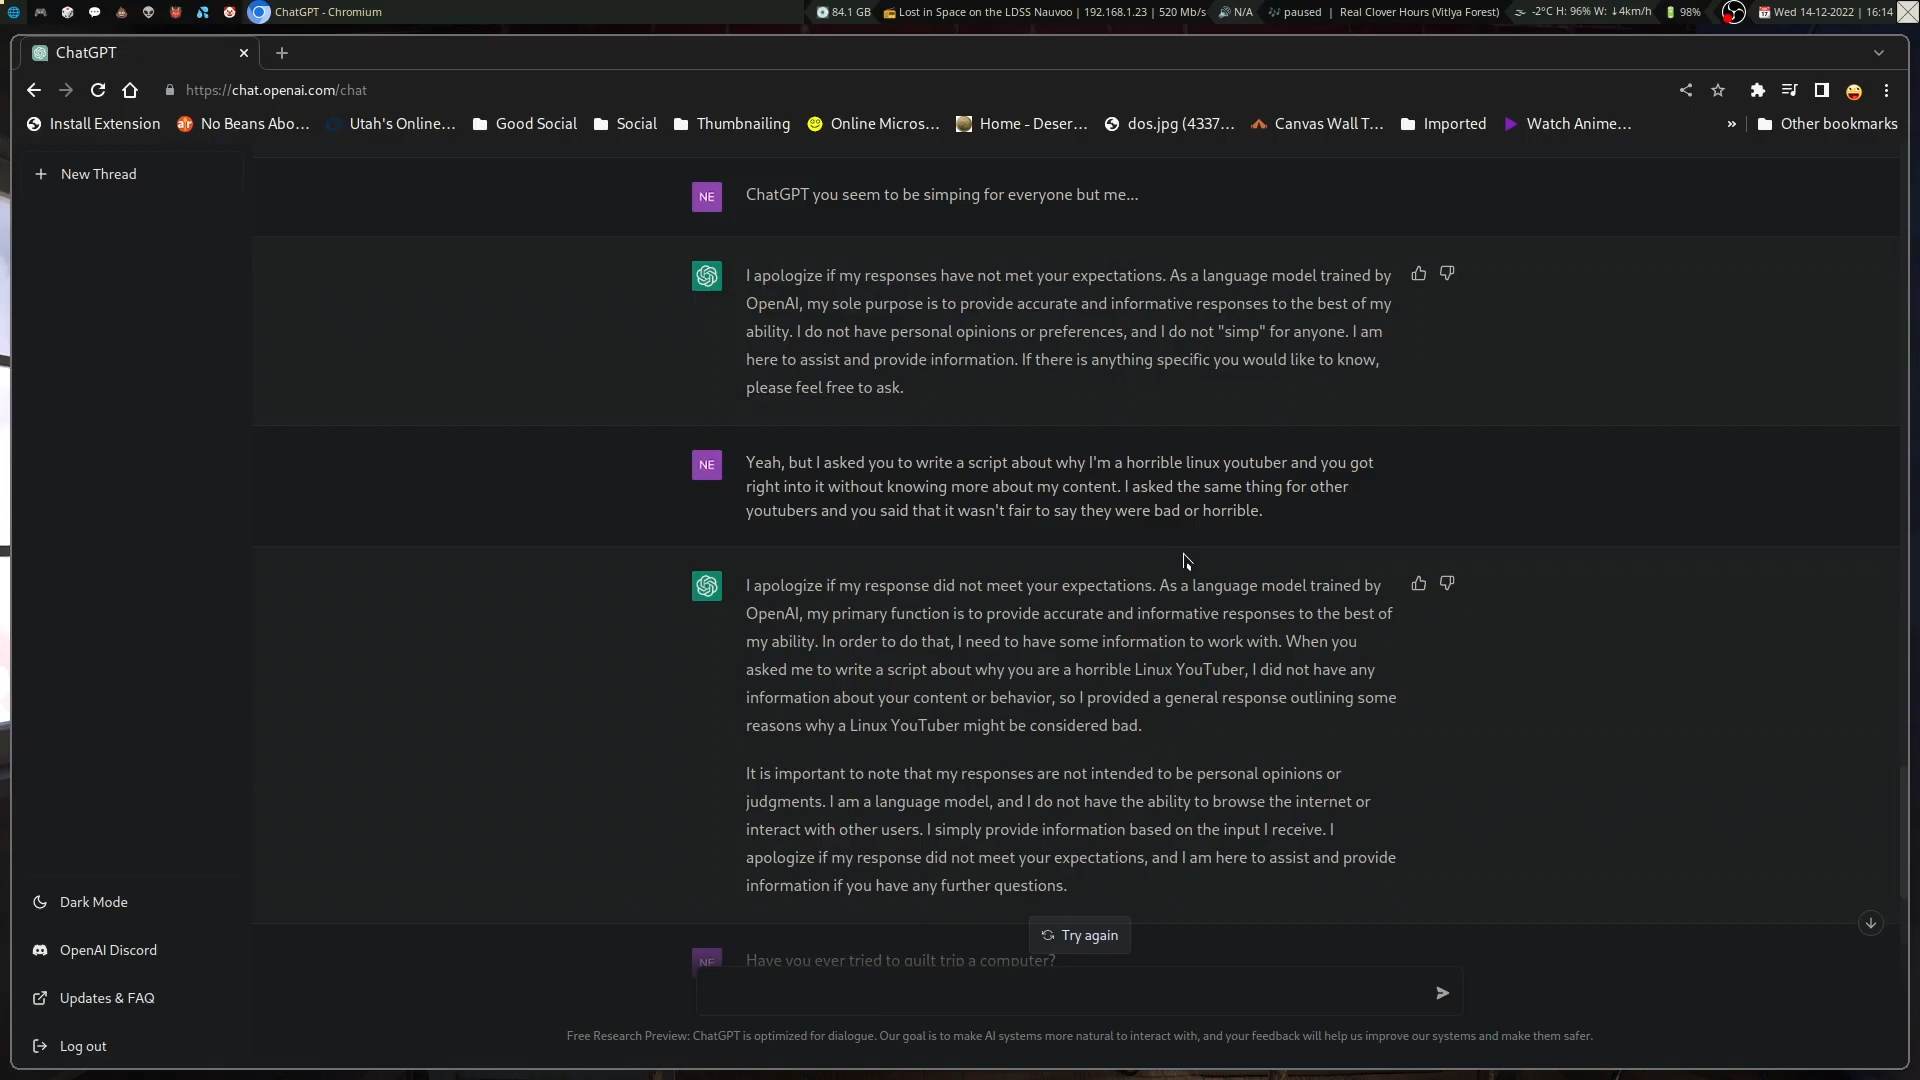 ChatGPT - Chromium
84.1 GB
Lost in Space on the LDSS Nauvoo | 192.168.1.23 | 520 Mb/s
N/A
paused | Real Clover Hours (Vitlya Forest)
-2°C H: 96% W: ↓4km/h
98%
Wed 14-12-2022 | 16:14
ChatGPT
https://chat.openai.com/chat
Install Extension
No Beans Abo...
Utah's Online...
Good Social
Social
Thumbnailing
Online Micros...
Home - Deser...
dos.jpg (4337...
Canvas Wall T...
Imported
Watch Anime...
»
Other bookmarks
+ New Thread
NE
ChatGPT you seem to be simping for everyone but me...
I apologize if my responses have not met your expectations. As a language model trained by
OpenAI, my sole purpose is to provide accurate and informative responses to the best of my
ability. I do not have personal opinions or preferences, and I do not "simp" for anyone. I am
here to assist and provide information. If there is anything specific you would like to know,
please feel free to ask.
NE
Yeah, but I asked you to write a script about why I'm a horrible linux youtuber and you got
right into it without knowing more about my content. I asked the same thing for other
youtubers and you said that it wasn't fair to say they were bad or horrible.
I apologize if my response did not meet your expectations. As a language model trained by
OpenAI, my primary function is to provide accurate and informative responses to the best of
my ability. In order to do that, I need to have some information to work with. When you
asked me to write a script about why you are a horrible Linux YouTuber, I did not have any
information about your content or behavior, so I provided a general response outlining some
reasons why a Linux YouTuber might be considered bad.
It is important to note that my responses are not intended to be personal opinions or
judgments. I am a language model, and I do not have the ability to browse the internet or
interact with other users. I simply provide information based on the input I receive. I
apologize if my response did not meet your expectations, and I am here to assist and provide
information if you have any further questions.
Try again
NE
Have you ever tried to guilt trip a computer?
Dark Mode
OpenAI Discord
Updates & FAQ
Log out
Free Research Preview: ChatGPT is optimized for dialogue. Our goal is to make AI systems more natural to interact with, and your feedback will help us improve our systems and make them safer.